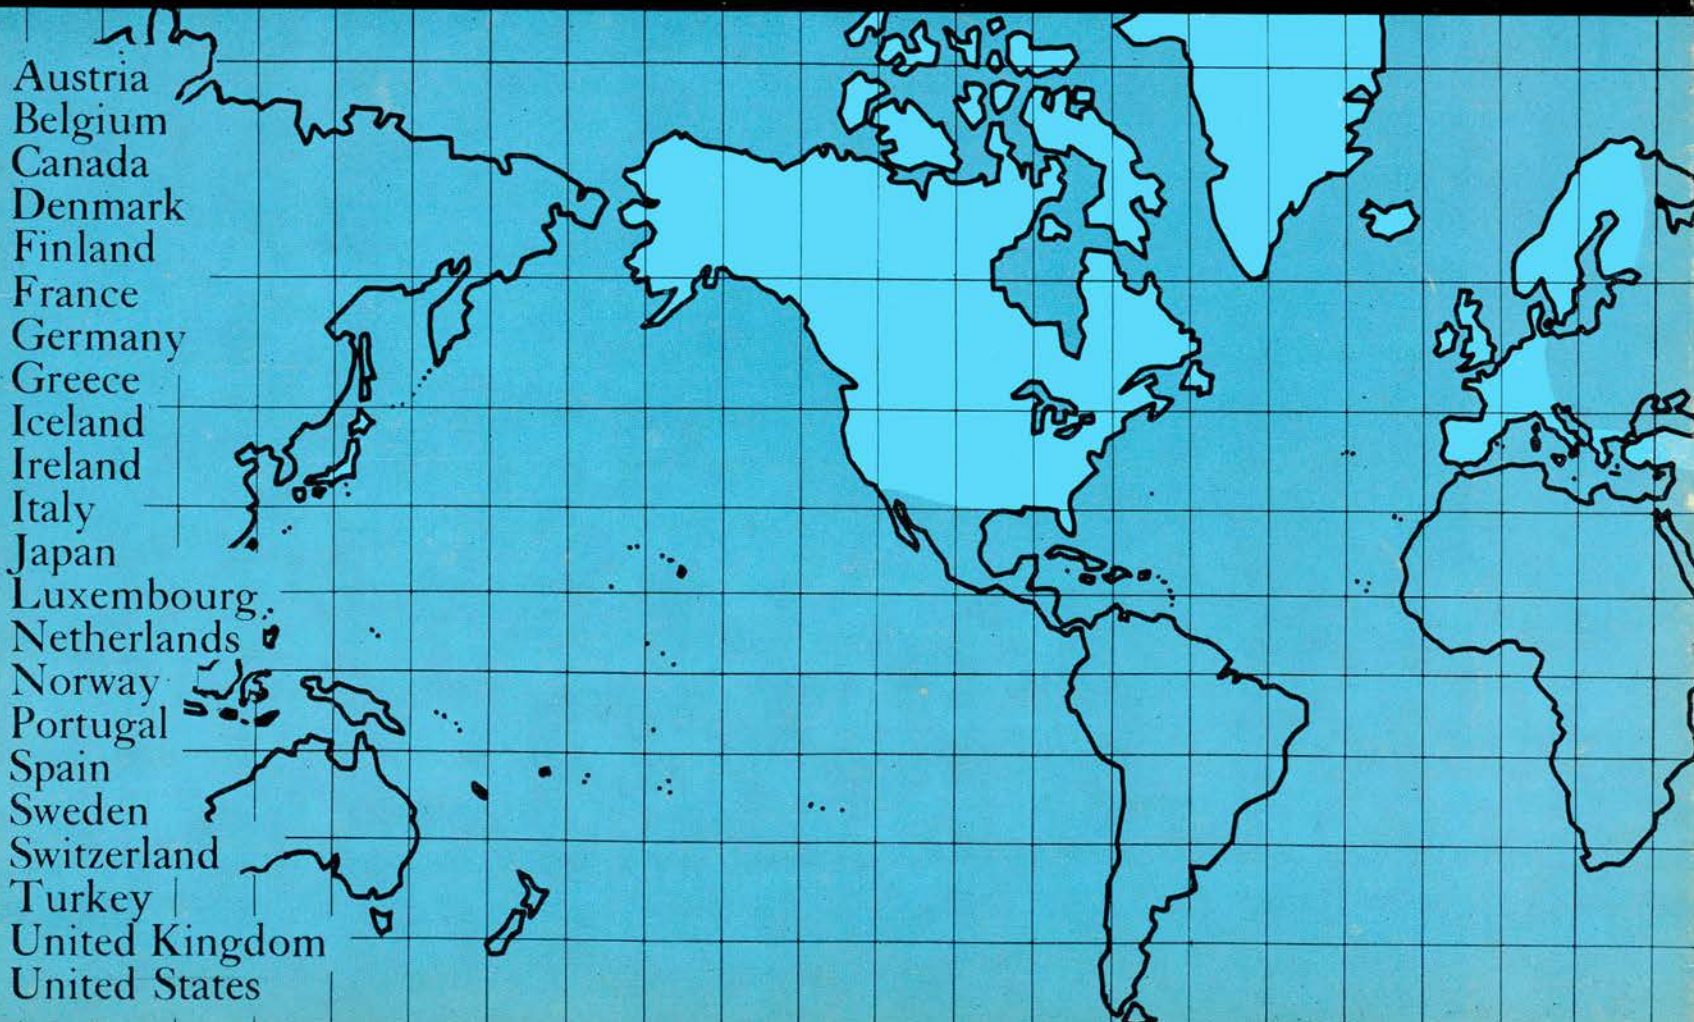 Austria
Belgium
Canada
Denmark
Finland
France
Germany
Greece
Iceland
Ireland
Italy
Japan
Luxembourg
Netherlands
Norway
Portugal
Spain
Sweden
Switzerland
Turkey
United Kingdom
United States